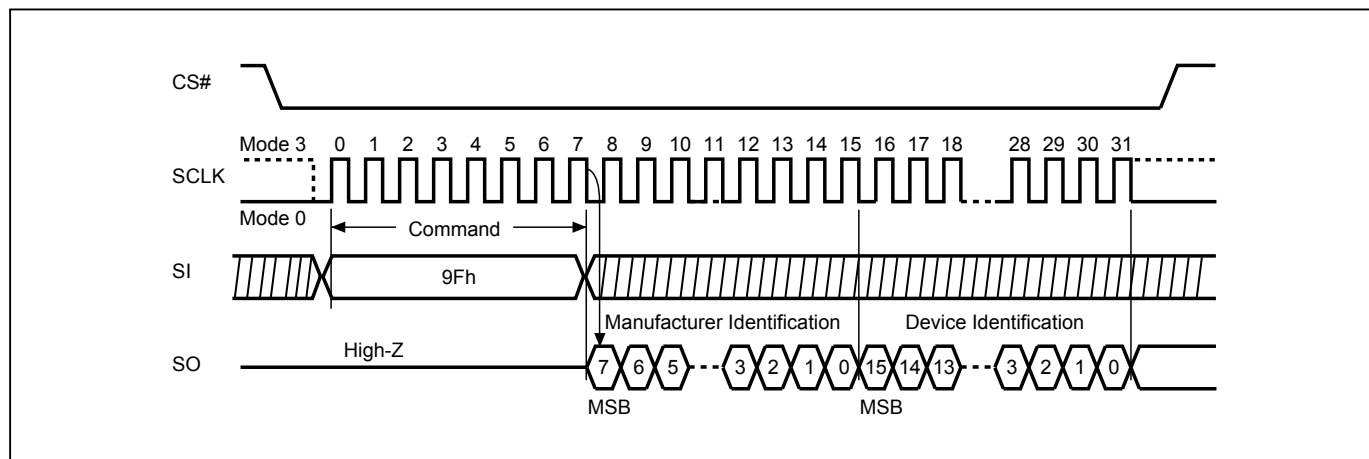 CS#
Mode 3 0 1 2 3 4 5 6 7 8 9 10 11 12 13 14 15 16 17 18 28 29 30 31
SCLK
Mode 0
Command
SI
9Fh
Manufacturer Identification Device Identification
High-Z
SO
7 6 5 3 2 1 0 15 14 13 3 2 1 0
MSB MSB